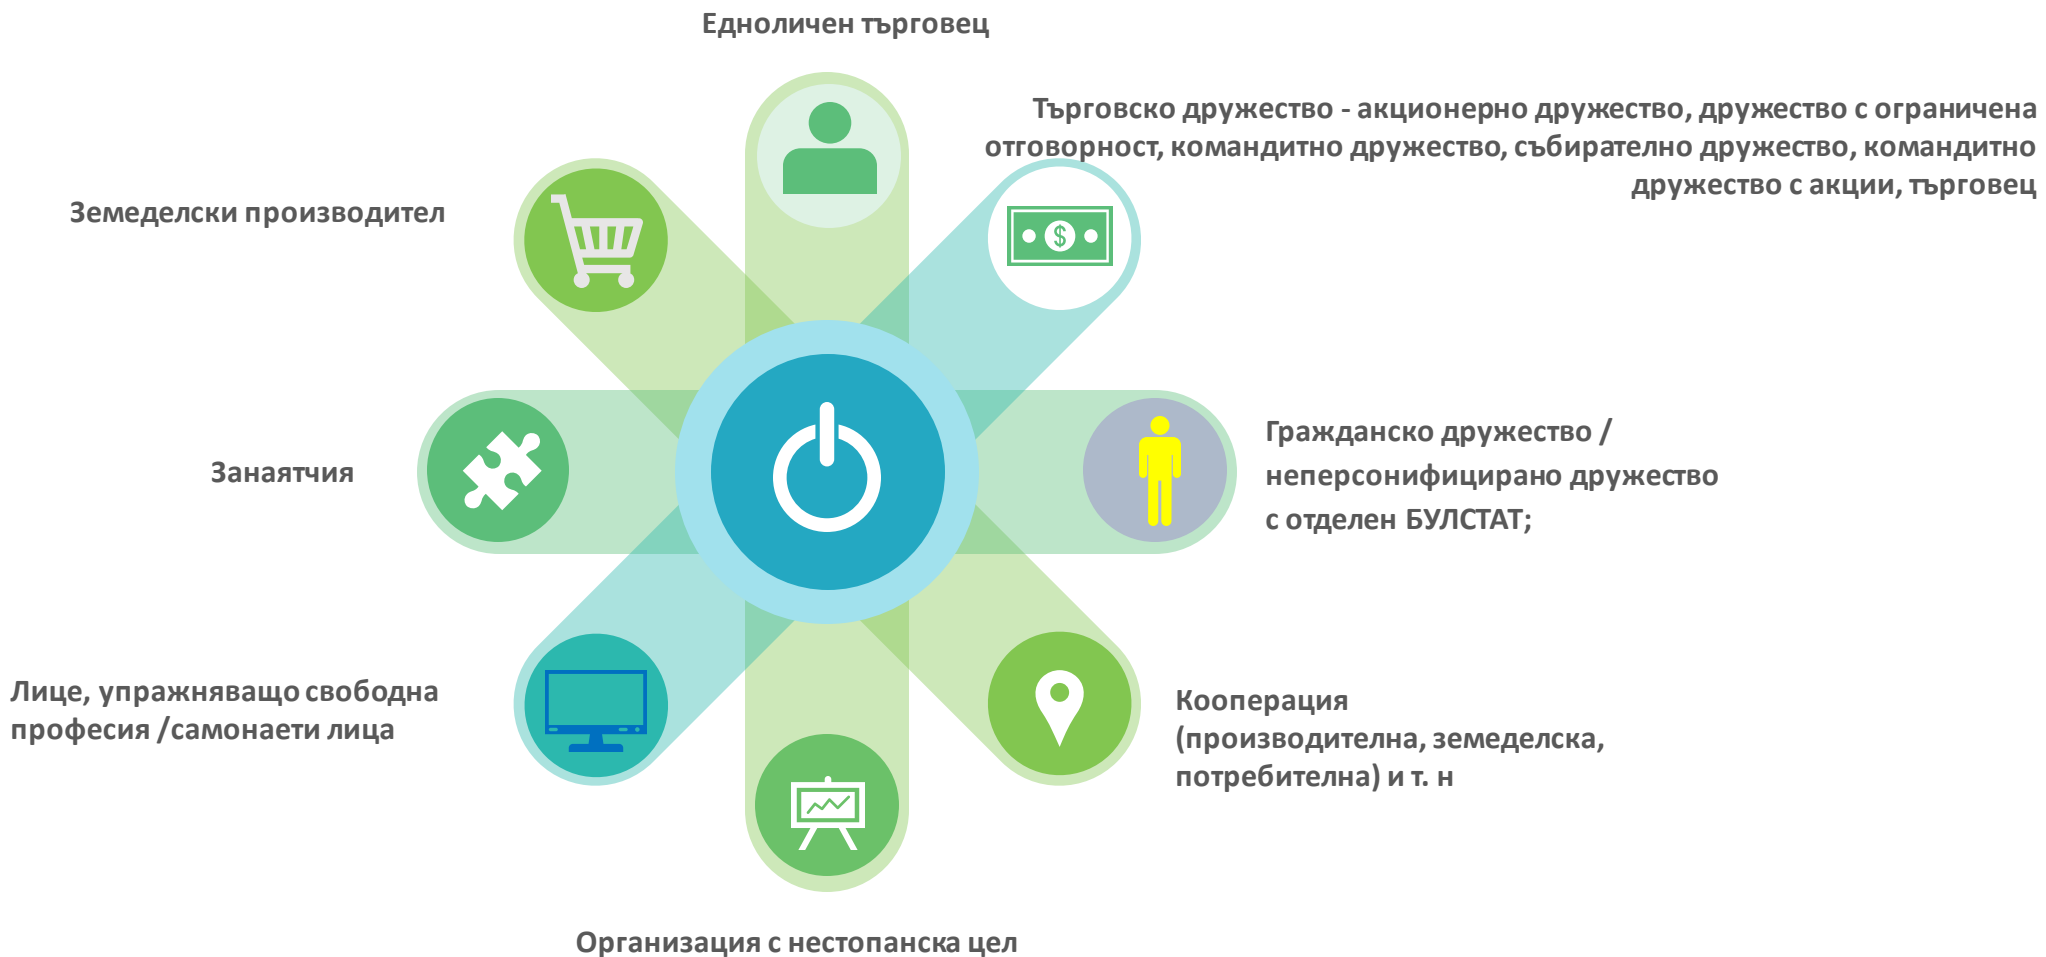 Едноличен търговец
Търговско дружество - акционерно дружество, дружество с ограничена
отговорност, командитно дружество, събирателно дружество, командитно
дружество с акции, търговец
Земеделски производител
Гражданско дружество /
неперсонифицирано дружество
с отделен БУЛСТАТ;
Занаятчия
Лице, упражняващо свободна
професия /самонаети лица
Кооперация
(производителна, земеделска,
потребителна) и т. н
Организация с нестопанска цел
$